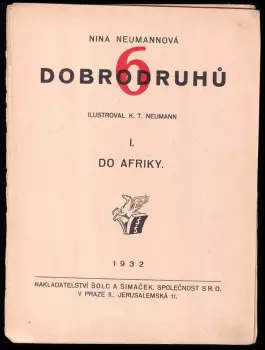 NINA NEUMANNOVÁ
6
DOBRODRUHŮ
ILUSTROVAL K. T. NEUMANN
I.
DO AFRIKY.
1932
NAKLADATELSTVÍ ŠOLC A ŠIMÁČEK, SPOLEČNOST S R. O.
V PRAZE II., JERUSALEMSKÁ 11.